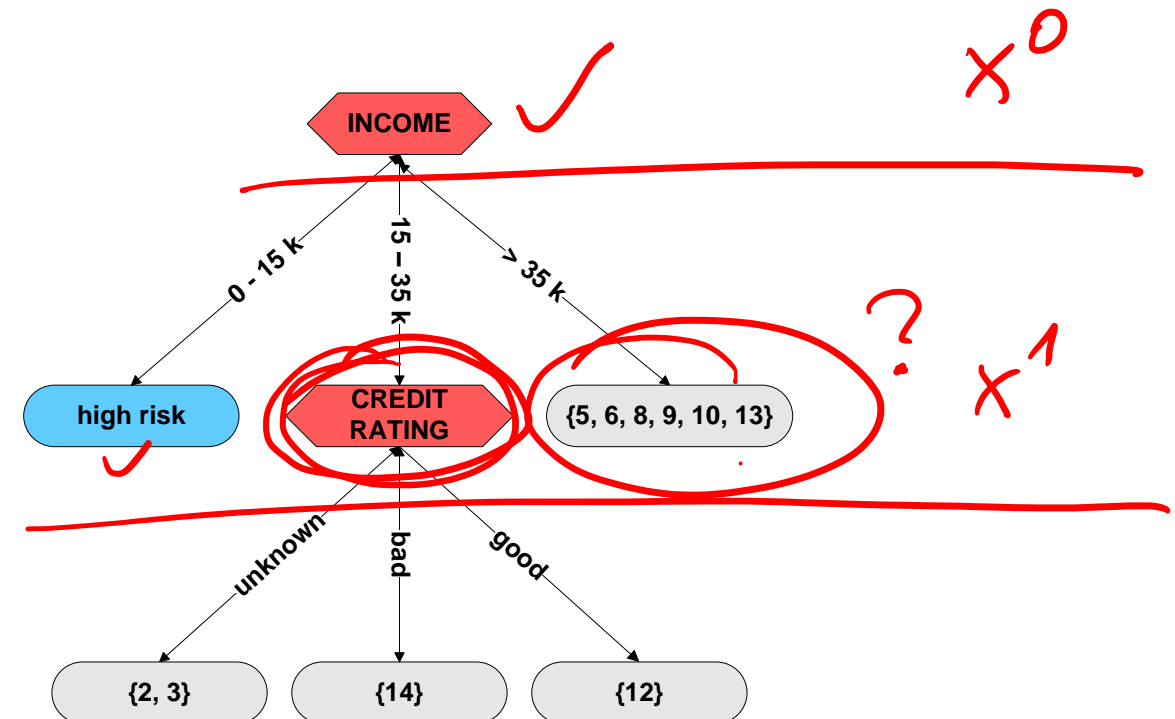 x⁰
INCOME
0 - 15 k
15 – 35 k
> 35 k
?
x¹
high risk
CREDIT
RATING
{5, 6, 8, 9, 10, 13}
unknown
bad
good
{2, 3}
{14}
{12}